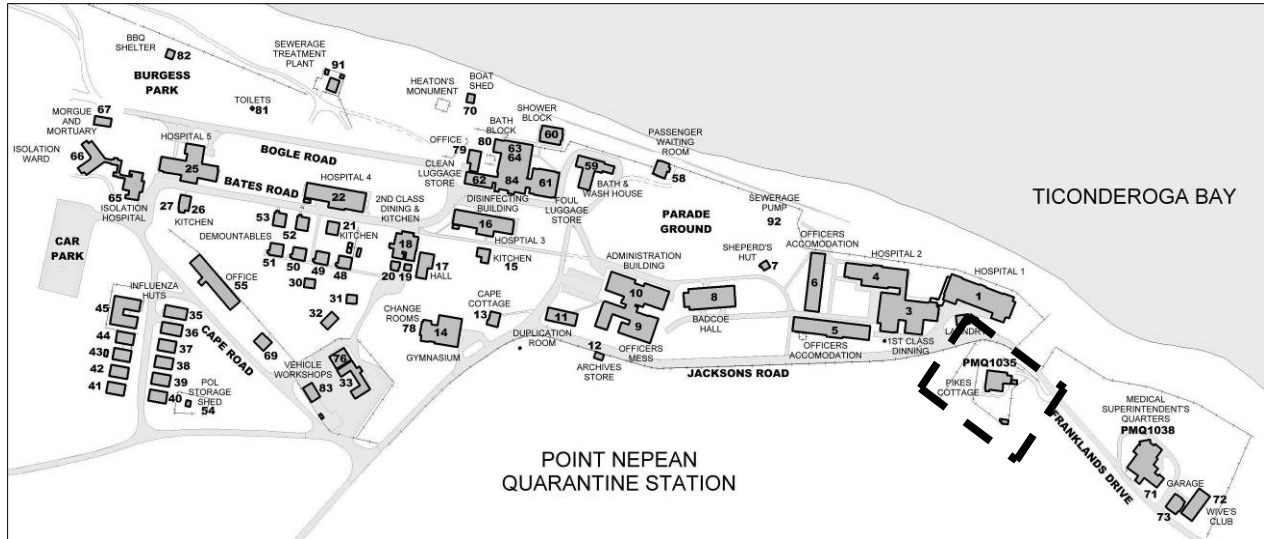 BBQ
SHELTER
82
BURGESS
PARK
SEWERAGE
TREATMENT
PLANT
91
TOILETS
81
HEATON'S
MONUMENT
BOAT
SHED
70
MORGUE
AND
MORTUARY
67
ISOLATION
WARD
66
65
ISOLATION
HOSPITAL
HOSPITAL 5
25
BOGLE ROAD
BATES ROAD
HOSPITAL 4
22
27
26
KITCHEN
53
52
21
KITCHEN
DEMOUNTABLES
51
50
49
48
30
31
32
2ND CLASS
DINING &
KITCHEN
18
20
19
17
HALL
OFFICE
79
CLEAN
LUGGAGE
STORE
62
80
BATH
BLOCK
63
64
84
61
SHOWER
BLOCK
60
59
BATH &
WASH HOUSE
FOUL
LUGGAGE
STORE
DISINFECTING
BUILDING
16
HOSPTIAL 3
KITCHEN
15
PASSENGER
WAITING
ROOM
58
PARADE
GROUND
SEWERAGE
PUMP
92
TICONDEROGA BAY
SHEPERD'S
HUT
7
OFFICERS
ACCOMODATION
6
HOSPITAL 2
4
3
HOSPITAL 1
1
LAUNDRY
1ST CLASS
DINNING
5
OFFICERS
ACCOMODATION
ADMINISTRATION
BUILDING
10
9
OFFICERS
MESS
8
BADCOE
HALL
11
DUPLICATION
ROOM
12
ARCHIVES
STORE
JACKSONS ROAD
CAPE
COTTAGE
13
CHANGE
ROOMS
78
14
GYMNASIUM
CAR
PARK
OFFICE
55
INFLUENZA
HUTS
45
44
43
42
41
35
36
37
38
39
40
POL
STORAGE
SHED
54
CAPE ROAD
69
VEHICLE
WORKSHOPS
76
33
83
PMQ1035
PIKES
COTTAGE
FRANKLANDS DRIVE
MEDICAL
SUPERINTENDENT'S
QUARTERS
PMQ1038
71
GARAGE
73
72
WIVE'S
CLUB
POINT NEPEAN
QUARANTINE STATION